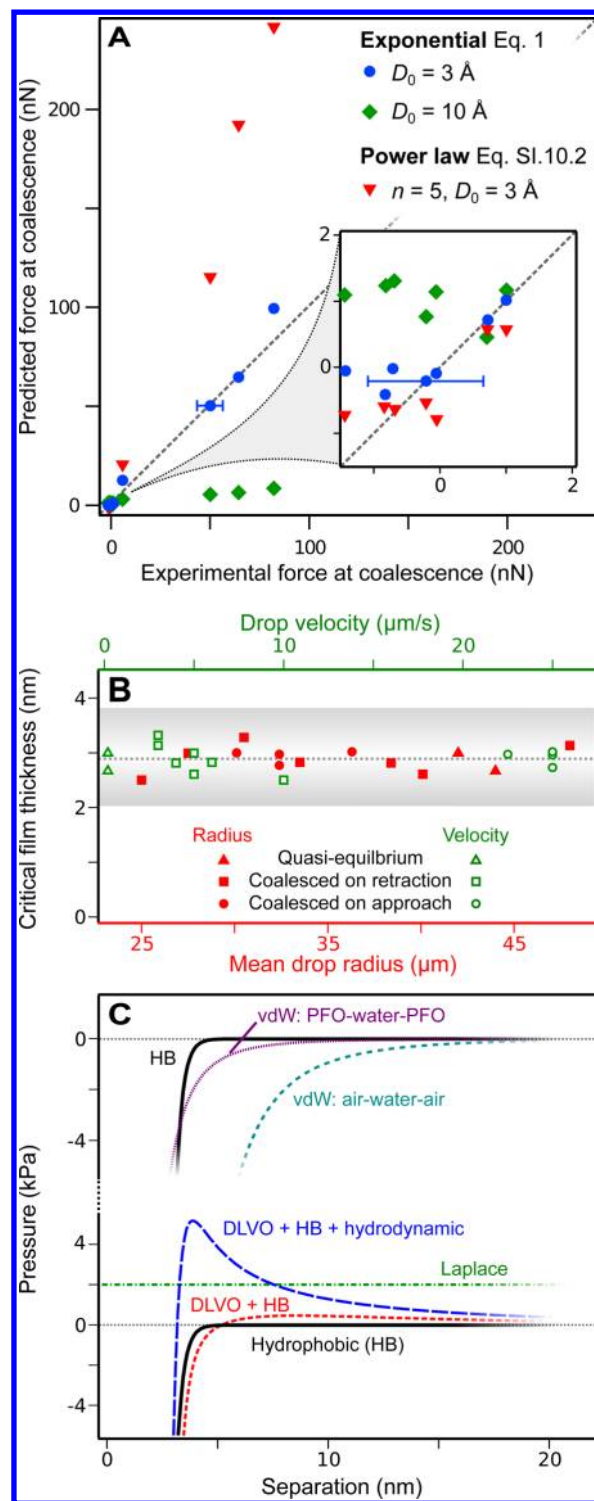 A
Exponential Eq. 1
D₀ = 3 Å
D₀ = 10 Å
Power law Eq. SI.10.2
n = 5, D₀ = 3 Å
200
100
0
Predicted force at coalescence (nN)
2
0
0
2
0
100
200
Experimental force at coalescence (nN)
Drop velocity (µm/s)
0
10
20
B
4
2
0
Critical film thickness (nm)
Radius
Velocity
Quasi-equilbrium
Coalesced on retraction
Coalesced on approach
25
35
45
Mean drop radius (µm)
C
vdW: PFO-water-PFO
HB
vdW: air-water-air
0
-4
Pressure (kPa)
DLVO + HB + hydrodynamic
Laplace
DLVO + HB
Hydrophobic (HB)
4
0
-4
0
5
10
15
20
Separation (nm)